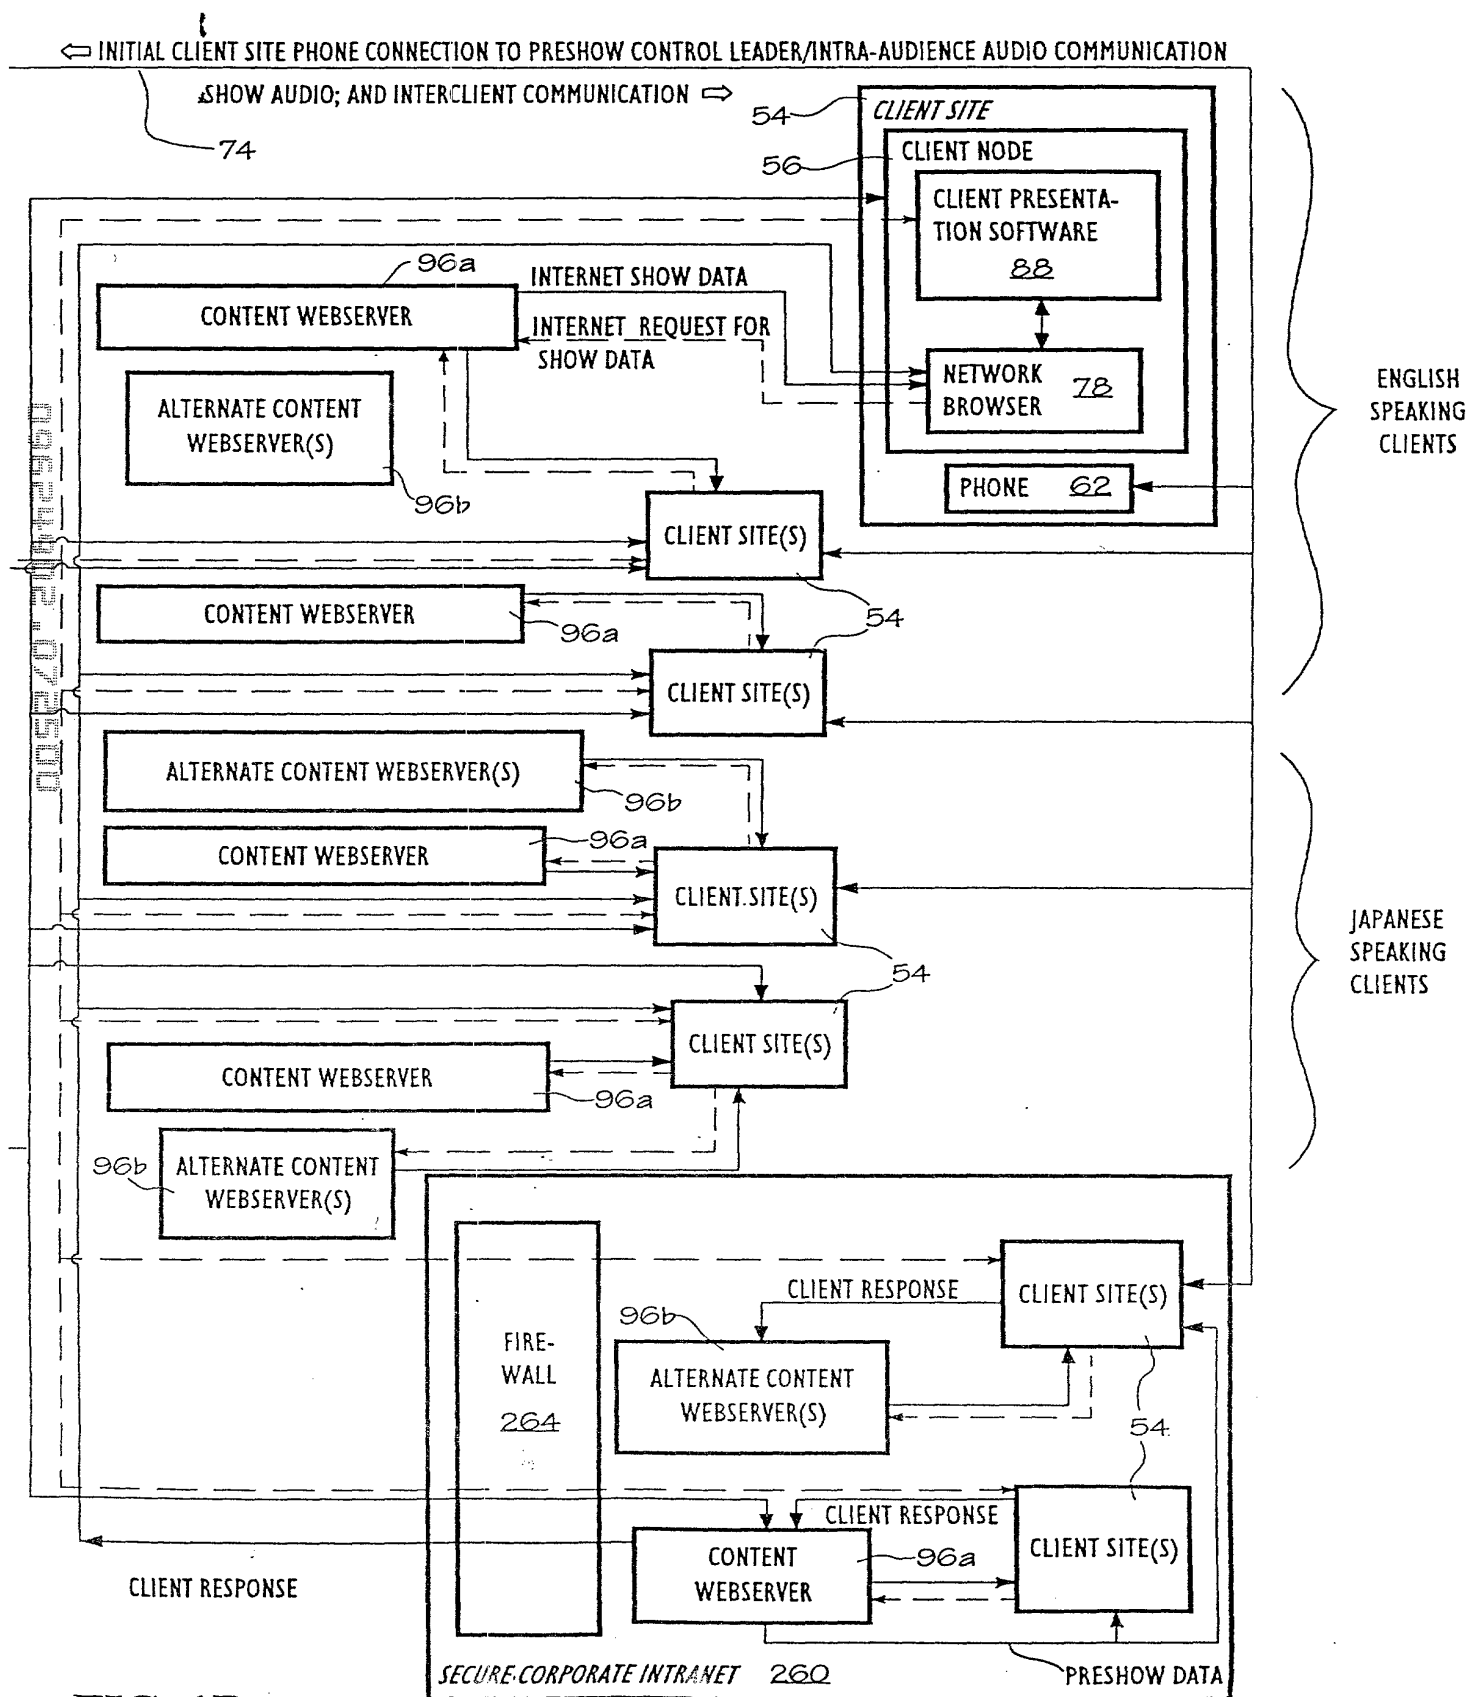 INITIAL CLIENT SITE PHONE CONNECTION TO PRESHOW CONTROL LEADER/INTRA-AUDIENCE AUDIO COMMUNICATION
SHOW AUDIO; AND INTERCLIENT COMMUNICATION
74
54
CLIENT SITE
56
CLIENT NODE
CLIENT PRESENTA-
TION SOFTWARE
88
96a
INTERNET SHOW DATA
CONTENT WEBSERVER
INTERNET REQUEST FOR
SHOW DATA
NETWORK
BROWSER
78
ALTERNATE CONTENT
WEBSERVER(S)
96b
PHONE 62
ENGLISH
SPEAKING
CLIENTS
CLIENT SITE(S)
CONTENT WEBSERVER
96a
54
CLIENT SITE(S)
ALTERNATE CONTENT WEBSERVER(S)
96b
CONTENT WEBSERVER
96a
CLIENT SITE(S)
JAPANESE
SPEAKING
CLIENTS
54
CLIENT SITE(S)
CONTENT WEBSERVER
96a
96b
ALTERNATE CONTENT
WEBSERVER(S)
CLIENT RESPONSE
CLIENT SITE(S)
96b
FIRE-
WALL
264
ALTERNATE CONTENT
WEBSERVER(S)
54
CLIENT RESPONSE
CLIENT SITE(S)
CONTENT
WEBSERVER
96a
CLIENT RESPONSE
SECURE CORPORATE INTRANET 260
PRESHOW DATA